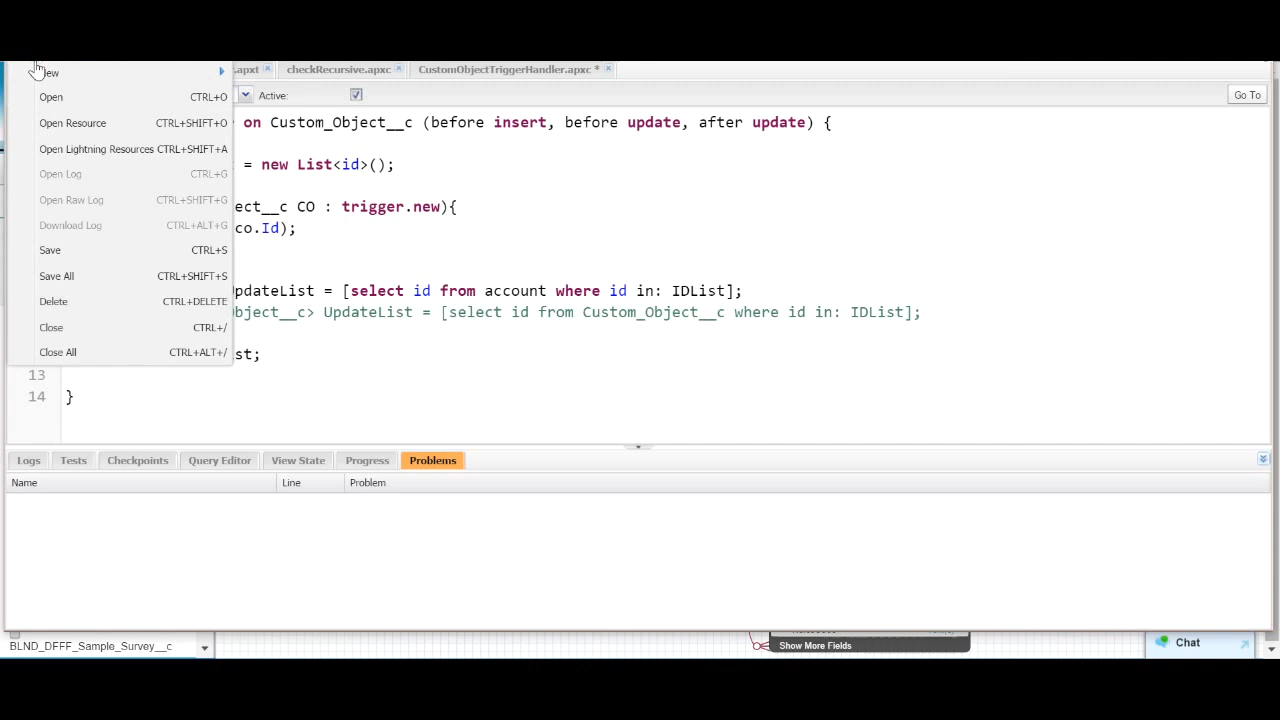 ew
.apxt
checkRecursive.apxc
CustomObjectTriggerHandler.apxc *
Open CTRL+O
Active:
Go To
Open Resource CTRL+SHIFT+O
on Custom_Object__c (before insert, before update, after update) {
Open Lightning Resources CTRL+SHIFT+A
= new List<id>();
Open Log CTRL+G
Open Raw Log CTRL+SHIFT+G
ect__c CO : trigger.new){
Download Log CTRL+ALT+G
co.Id);
Save CTRL+S
Save All CTRL+SHIFT+S
Delete CTRL+DELETE
pdateList = [select id from account where id in: IDList];
bject__c> UpdateList = [select id from Custom_Object__c where id in: IDList];
Close CTRL+/
Close All CTRL+ALT+/
st;
13
14 }
Logs Tests Checkpoints Query Editor View State Progress Problems
Name Line Problem
BLND_DFFF_Sample_Survey__c
Show More Fields
Chat